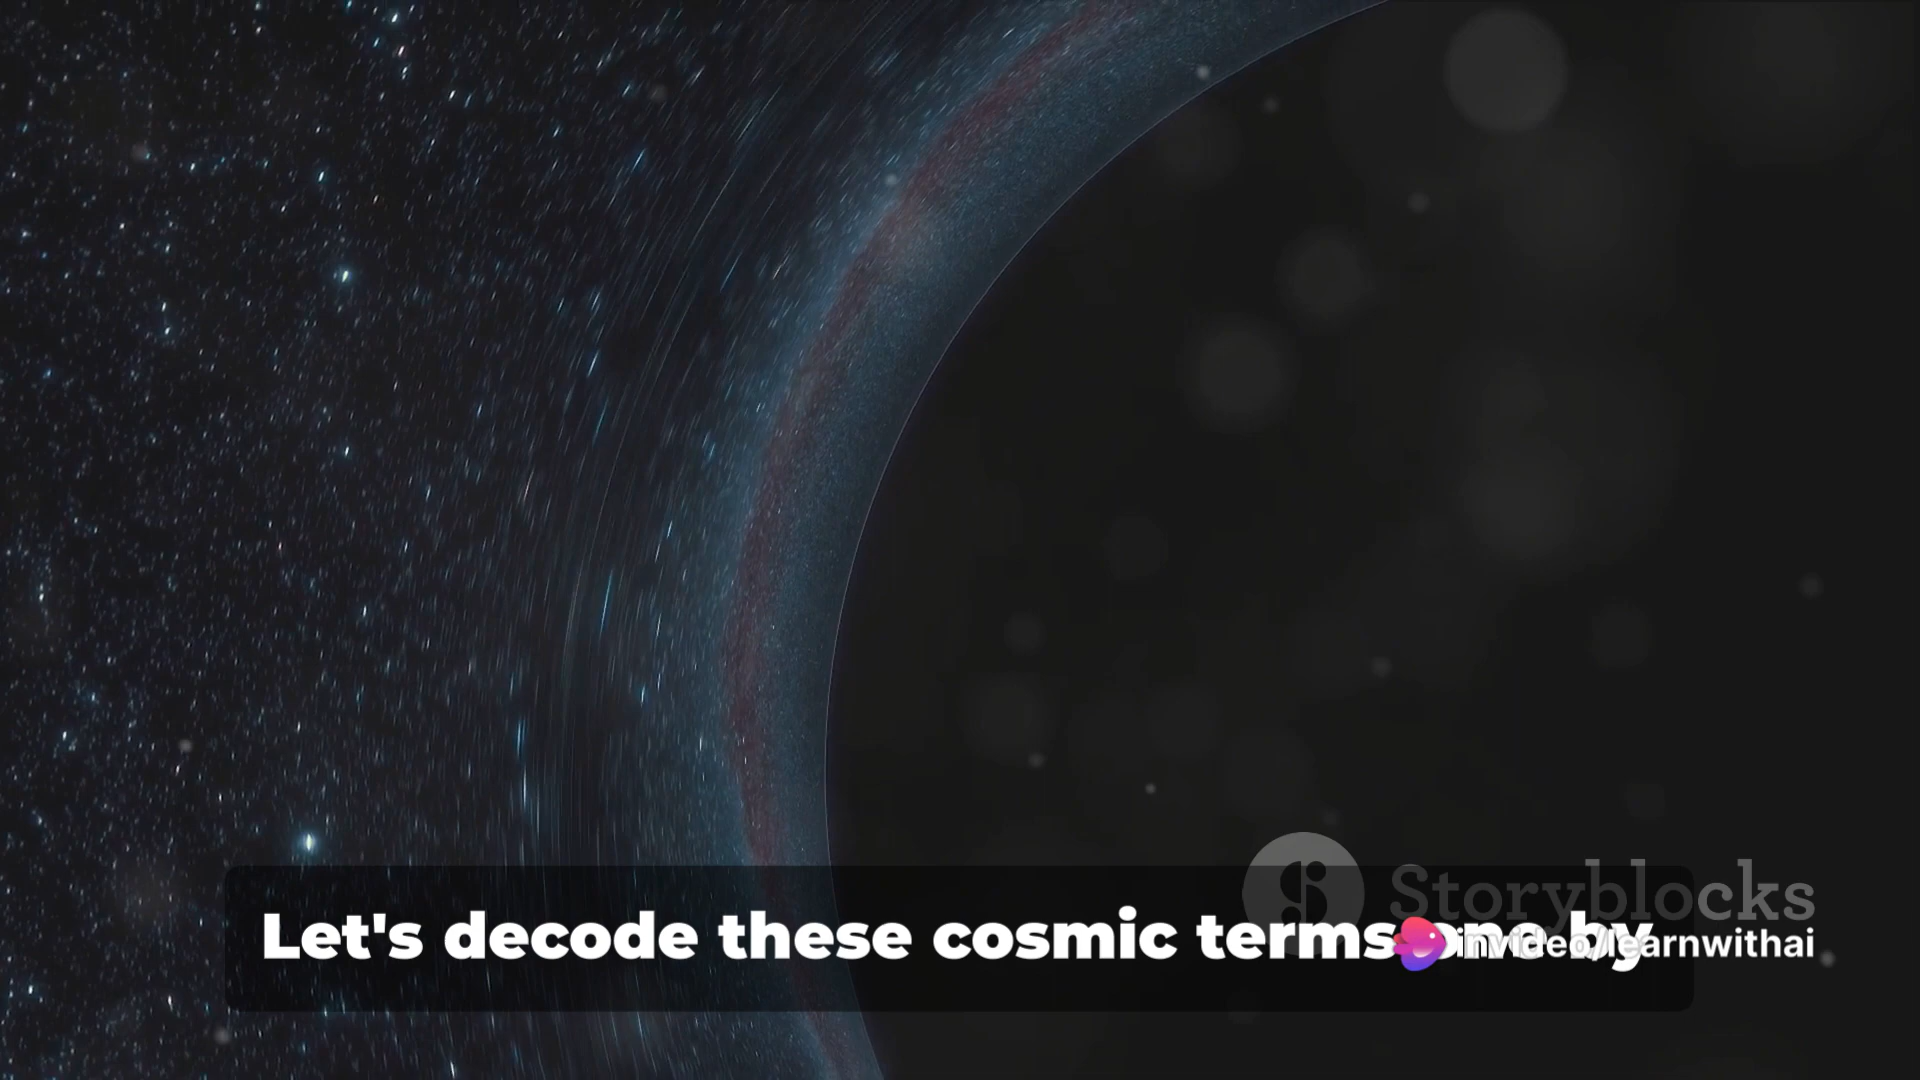 Storyblocks
Let's decode these cosmic terms one by
invideo/learnwithai